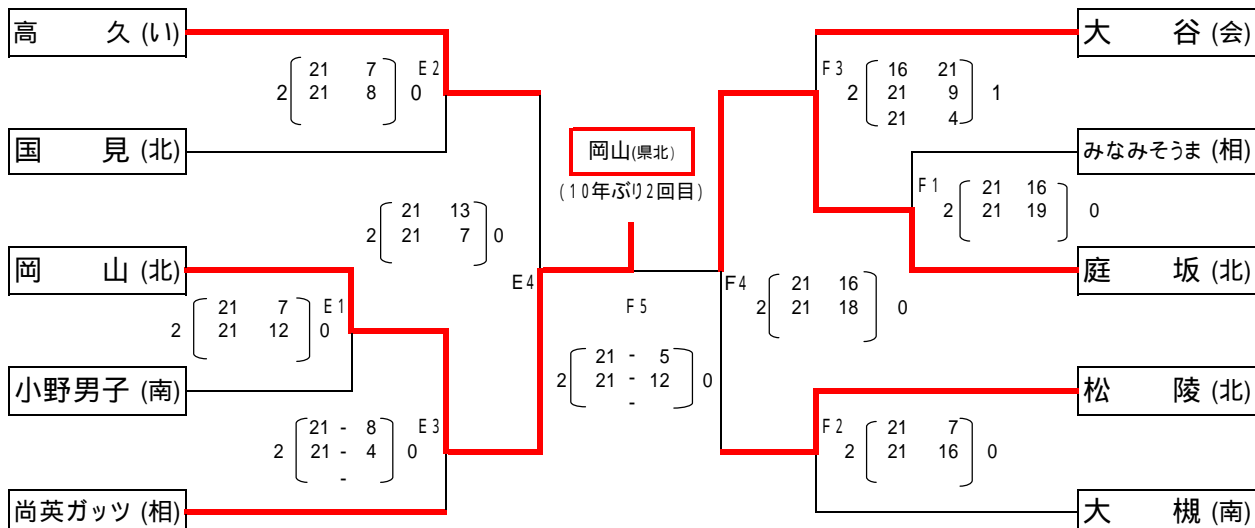 高 久 (い)
2 21 7 0
21 8
E2
国 見 (北)
岡 山 (北)
2 21 7 0
21 12
E1
小野男子 (南)
2 21 - 8 0
21 - 4
-
E3
尚英ガッツ (相)
2 21 13 0
21 7
E4
岡山(県北)
(10年ぶり2回目)
F5
2 21 - 5 0
21 - 12
-
大 谷 (会)
F3
2 16 21 1
21 9
21 4
みなみそうま (相)
F1
2 21 16 0
21 19
庭 坂 (北)
F4
2 21 16 0
21 18
松 陵 (北)
F2
2 21 7 0
21 16
大 槻 (南)